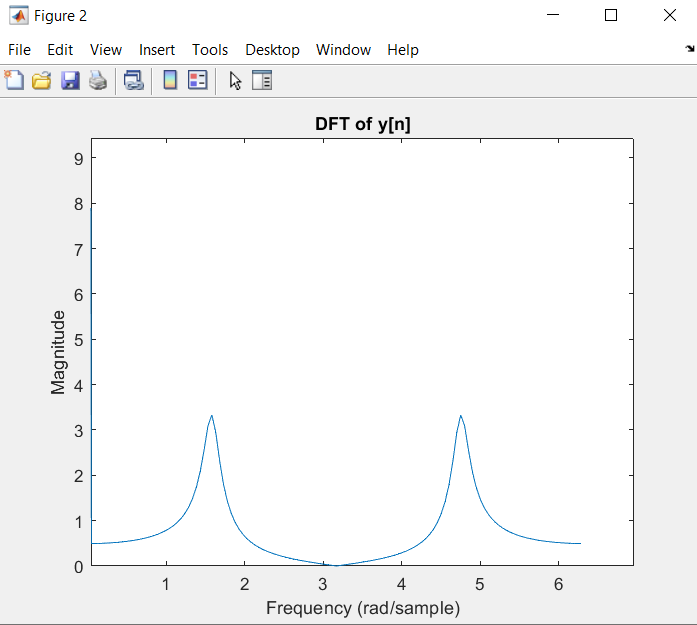 Figure 2
File Edit View Insert Tools Desktop Window Help
DFT of y[n]
9
8
7
6
5
4
3
2
1
0
Magnitude
1 2 3 4 5 6
Frequency (rad/sample)